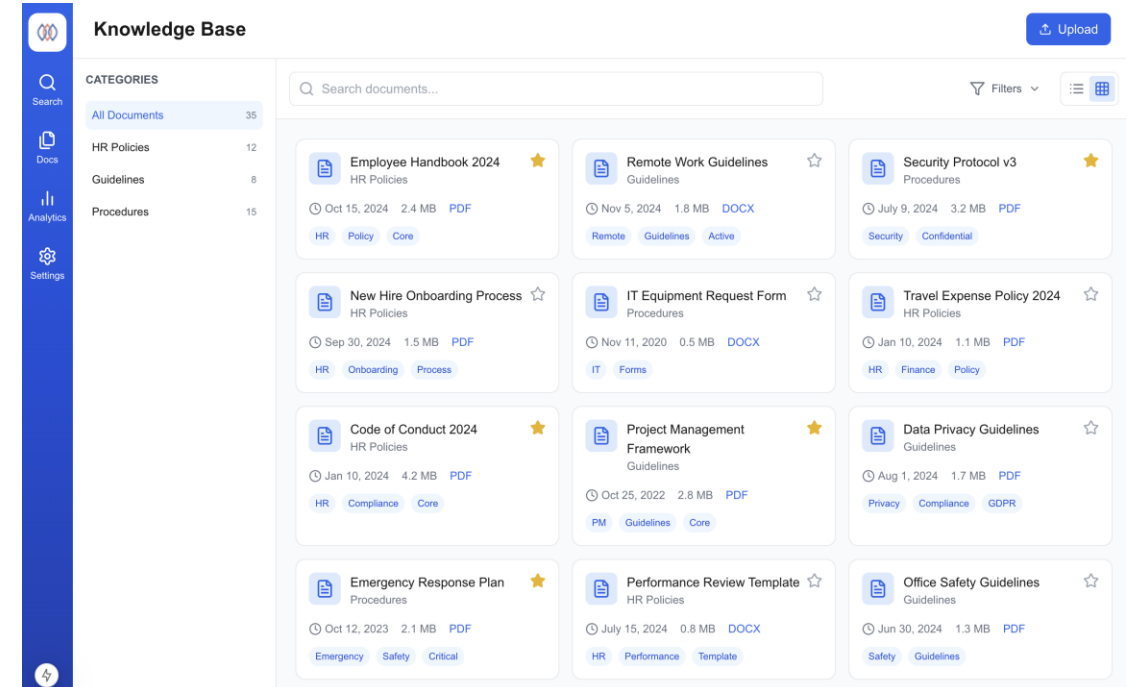 Knowledge Base
Upload
Search
Docs
Analytics
Settings
CATEGORIES
All Documents 35
HR Policies 12
Guidelines 8
Procedures 15
Search documents...
Filters
Employee Handbook 2024
HR Policies
Oct 15, 2024 2.4 MB PDF
HR Policy Core
Remote Work Guidelines
Guidelines
Nov 5, 2024 1.8 MB DOCX
Remote Guidelines Active
Security Protocol v3
Procedures
July 9, 2024 3.2 MB PDF
Security Confidential
New Hire Onboarding Process
HR Policies
Sep 30, 2024 1.5 MB PDF
HR Onboarding Process
IT Equipment Request Form
Procedures
Nov 11, 2020 0.5 MB DOCX
IT Forms
Travel Expense Policy 2024
HR Policies
Jan 10, 2024 1.1 MB PDF
HR Finance Policy
Code of Conduct 2024
HR Policies
Jan 10, 2024 4.2 MB PDF
HR Compliance Core
Project Management
Framework
Guidelines
Oct 25, 2022 2.8 MB PDF
PM Guidelines Core
Data Privacy Guidelines
Guidelines
Aug 1, 2024 1.7 MB PDF
Privacy Compliance GDPR
Emergency Response Plan
Procedures
Oct 12, 2023 2.1 MB PDF
Emergency Safety Critical
Performance Review Template
HR Policies
July 15, 2024 0.8 MB DOCX
HR Performance Template
Office Safety Guidelines
Guidelines
Jun 30, 2024 1.3 MB PDF
Safety Guidelines